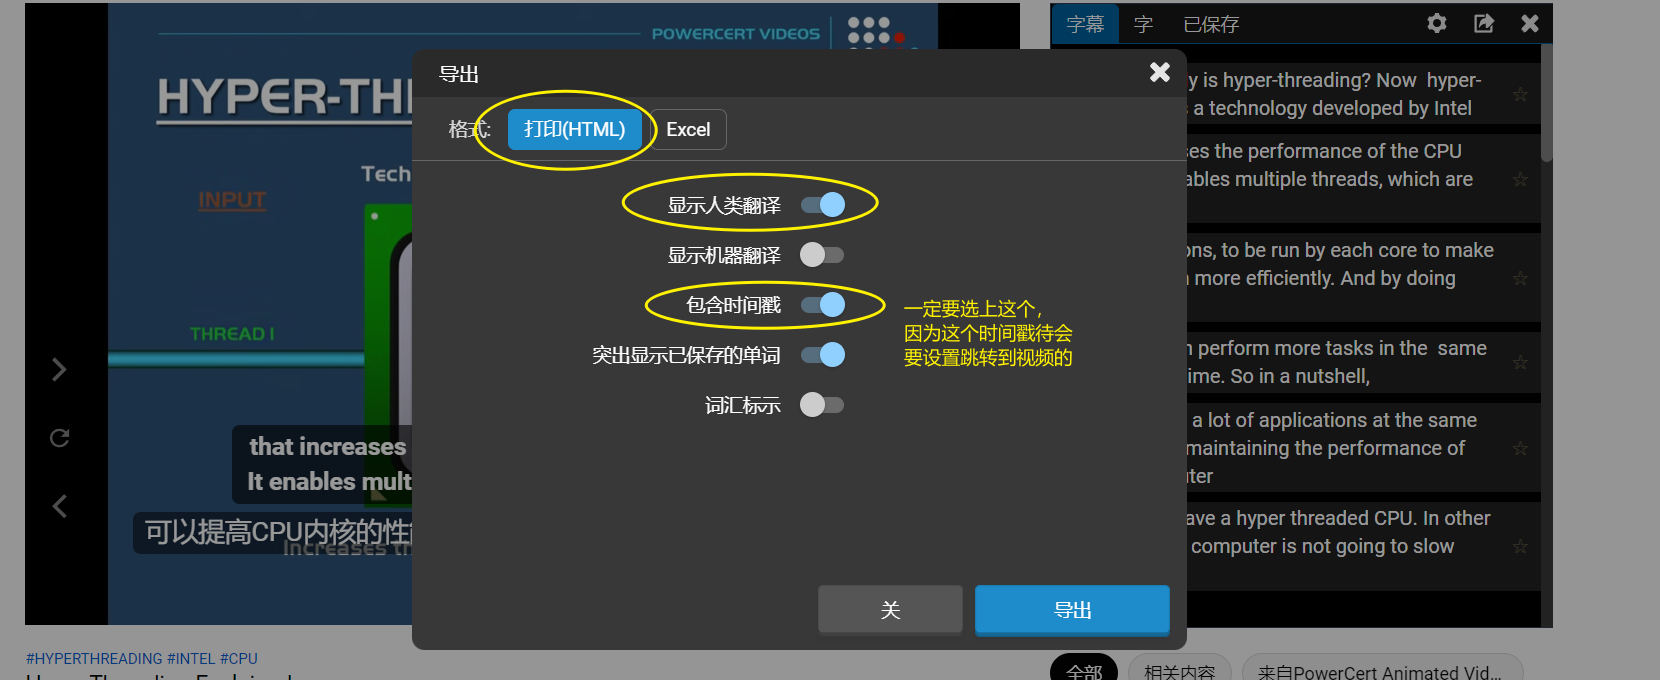 POWERCERT VIDEOS
HYPER-TH
Tech
INPUT
THREAD I
that increases
It enables mult
可以提高CPU内核的性
Increases th
#HYPERTHREADING #INTEL #CPU
导出
格式:
打印(HTML)
Excel
显示人类翻译
显示机器翻译
包含时间戳
突出显示已保存的单词
词汇标示
一定要选上这个，
因为这个时间戳待会
要设置跳转到视频的
关
导出
字幕 字 已保存
y is hyper-threading? Now hyper-
a technology developed by Intel
es the performance of the CPU
ables multiple threads, which are
ons, to be run by each core to make
more efficiently. And by doing
perform more tasks in the same
ime. So in a nutshell,
a lot of applications at the same
maintaining the performance of
ter
ave a hyper threaded CPU. In other
computer is not going to slow
全部
相关内容
来自PowerCert Animated Vid...